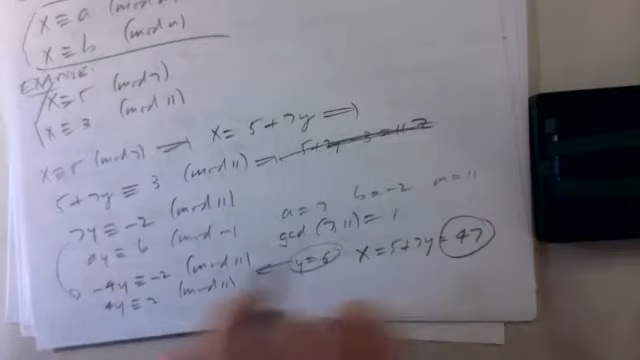 x ≡ a (mod m)
x ≡ b (mod n)
EXAMPLE:
x ≡ 5 (mod 7)
x ≡ 3 (mod 11)
x ≡ 5 (mod 7) ⟹ x = 5 + 7y ⟹
5 + 7y ≡ 3 (mod 11) ⟹
7y ≡ -2 (mod 11) a = 7 b = -2 m = 11
ay ≡ b (mod m) gcd (7, 11) = 1
-4y ≡ -2 (mod 11) y = 6 x = 5 + 7y = 47
4y ≡ 2 (mod 11)